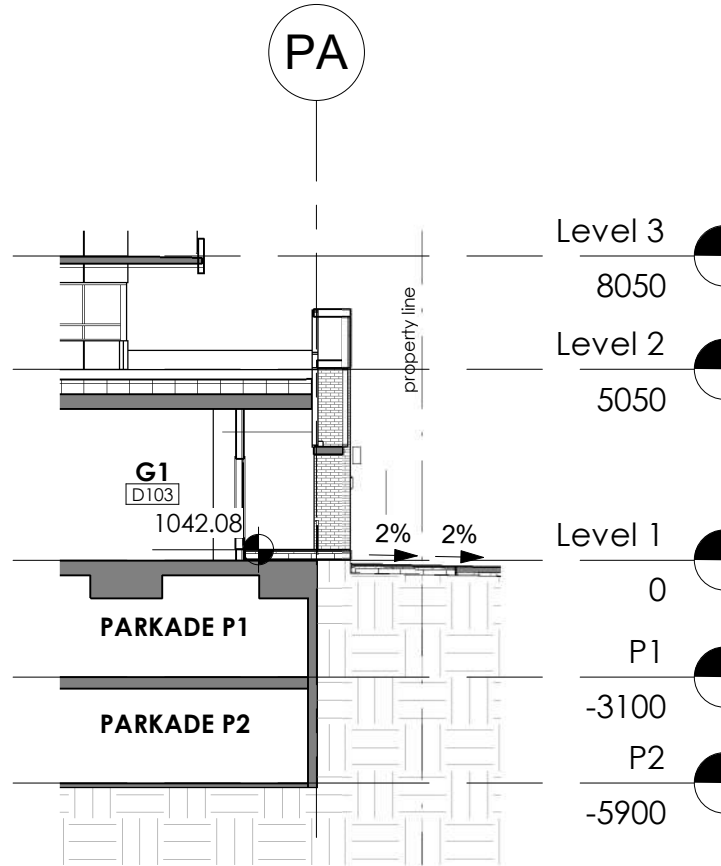 PA
Level 3
8050
property line
Level 2
5050
G1
D103
1042.08
2%
2%
Level 1
0
PARKADE P1
P1
-3100
PARKADE P2
P2
-5900